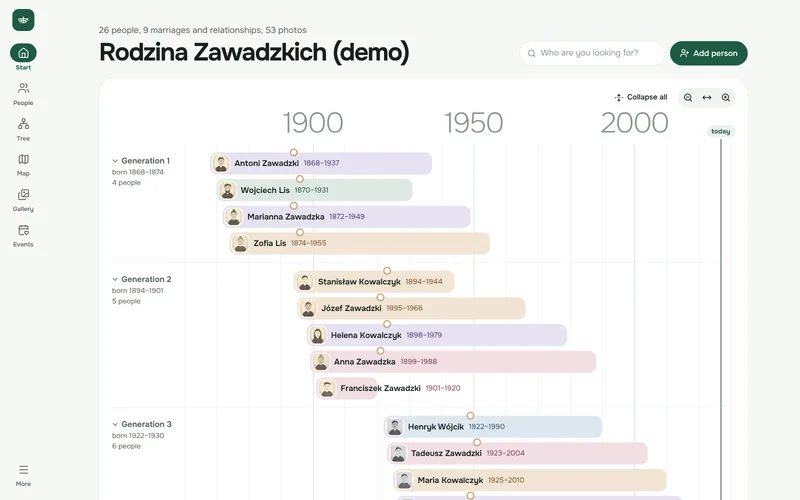 26 people, 9 marriages and relationships, 53 photos
Rodzina Zawadzkich (demo)
Who are you looking for?
Add person
Start
People
Tree
Map
Gallery
Events
More
Collapse all
1900
1950
2000
today
Generation 1
born 1868–1874
4 people
Antoni Zawadzki 1868–1937
Wojciech Lis 1870–1931
Marianna Zawadzka 1872–1949
Zofia Lis 1874–1955
Generation 2
born 1894–1901
5 people
Stanisław Kowalczyk 1894–1944
Józef Zawadzki 1895–1966
Helena Kowalczyk 1898–1979
Anna Zawadzka 1899–1988
Franciszek Zawadzki 1901–1920
Generation 3
born 1922–1930
6 people
Henryk Wójcik 1922–1990
Tadeusz Zawadzki 1923–2004
Maria Kowalczyk 1925–2010